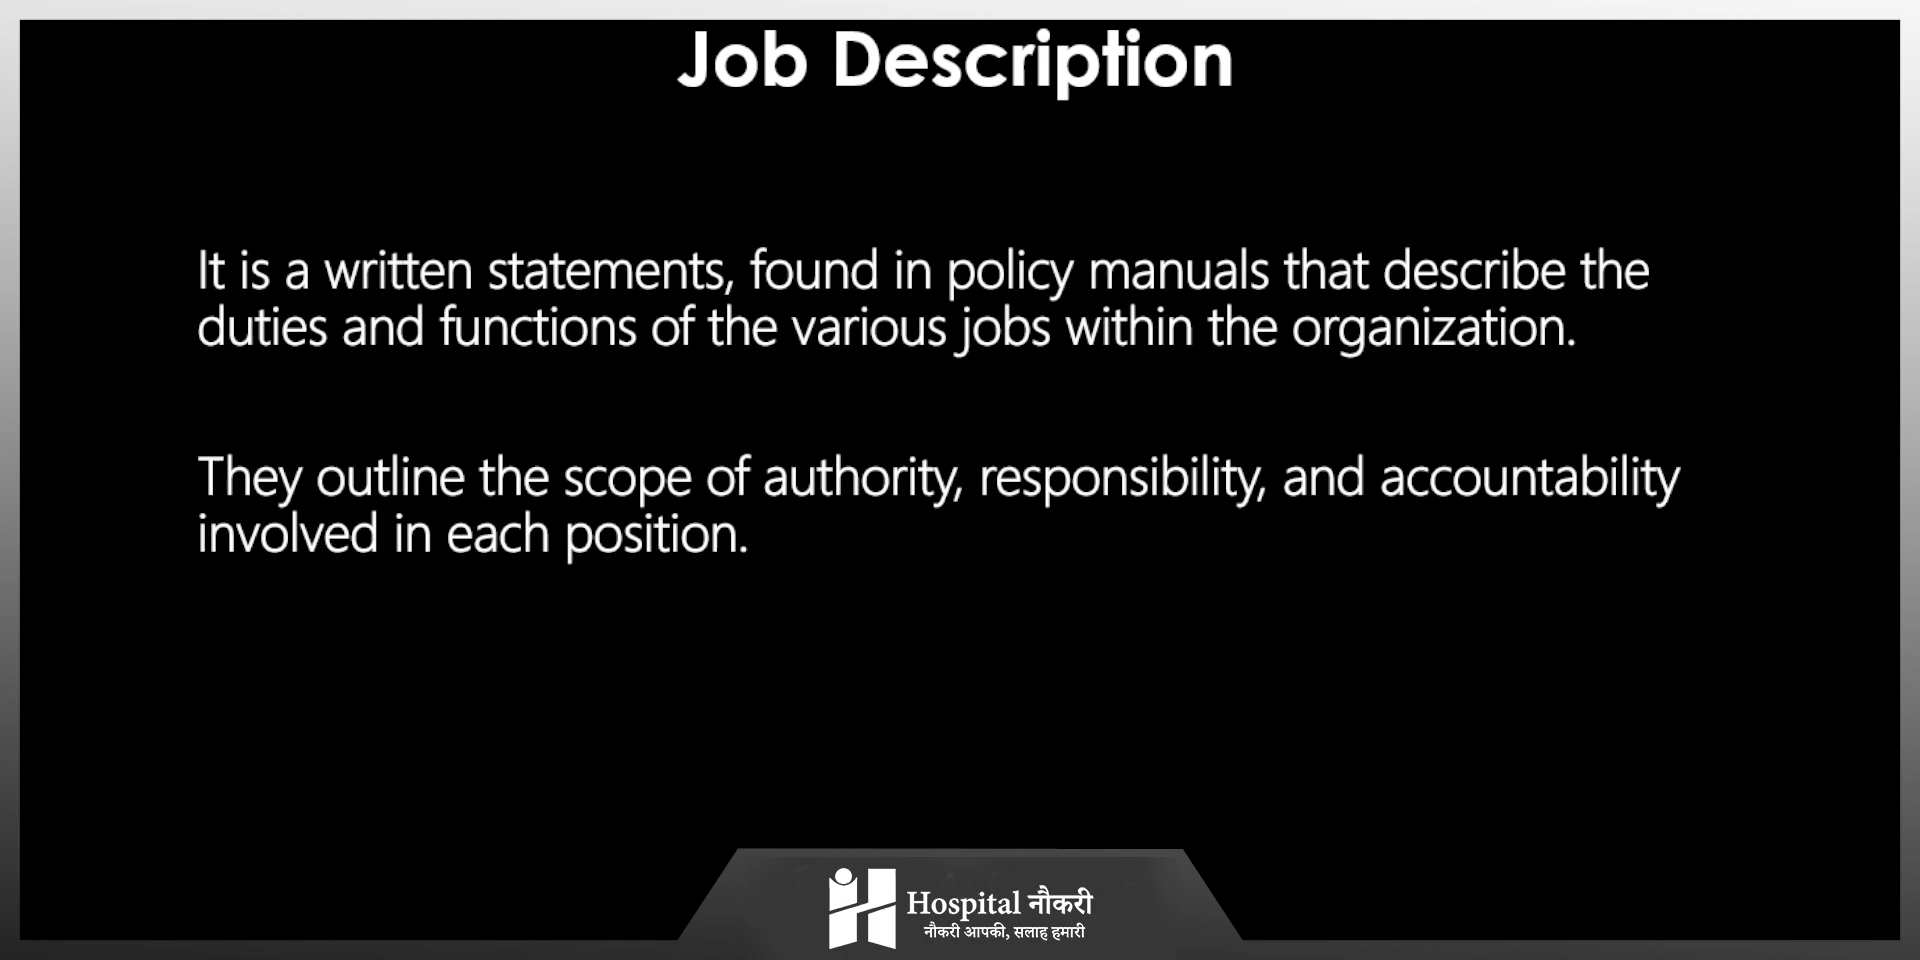 Job Description
It is a written statements, found in policy manuals that describe the
duties and functions of the various jobs within the organization.
They outline the scope of authority, responsibility, and accountability
involved in each position.
Hospital नौकरी
नौकरी आपकी, सलाह हमारी